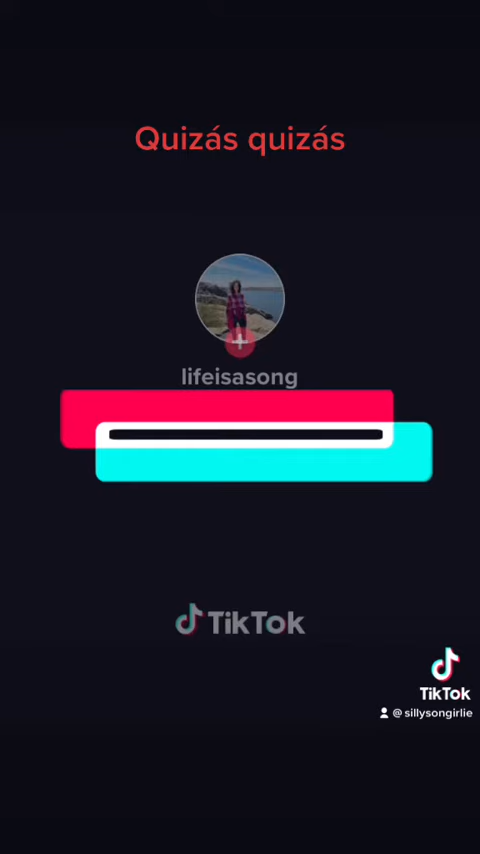 Quizás quizás
lifeisasong
TikTok
TikTok
@ sillysongirlie